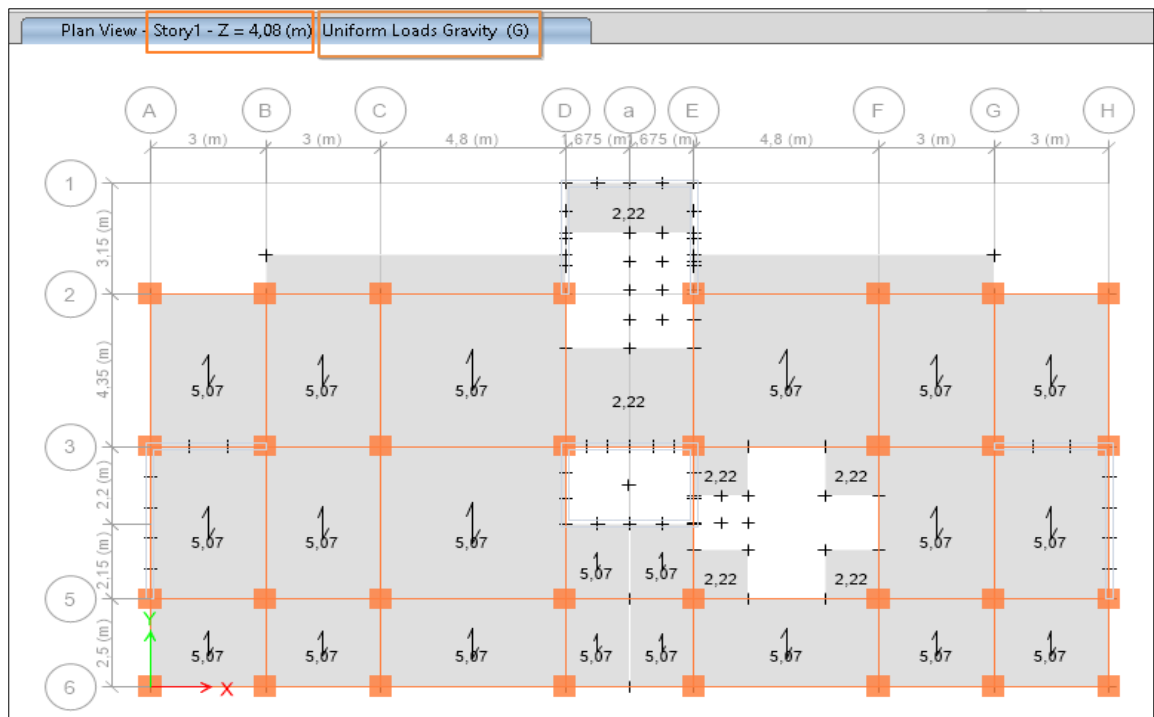 Plan View - Story1 - Z = 4,08 (m) Uniform Loads Gravity (G)
A B C D a E F G H
3 (m) 3 (m) 4,8 (m) 1,675 (m) 1,675 (m) 4,8 (m) 3 (m) 3 (m)
1
2,22
3,15 (m)
2
4,35 (m)
5,07 5,07 5,07 2,22 5,07 5,07 5,07
3
2,22 2,22
2,2 (m)
5,07 5,07 5,07 5,07 5,07
2,15 (m)
5,07 5,07 2,22 2,22
5
Y
2,5 (m)
5,07 5,07 5,07 5,07 5,07 5,07 5,07 5,07
6 X